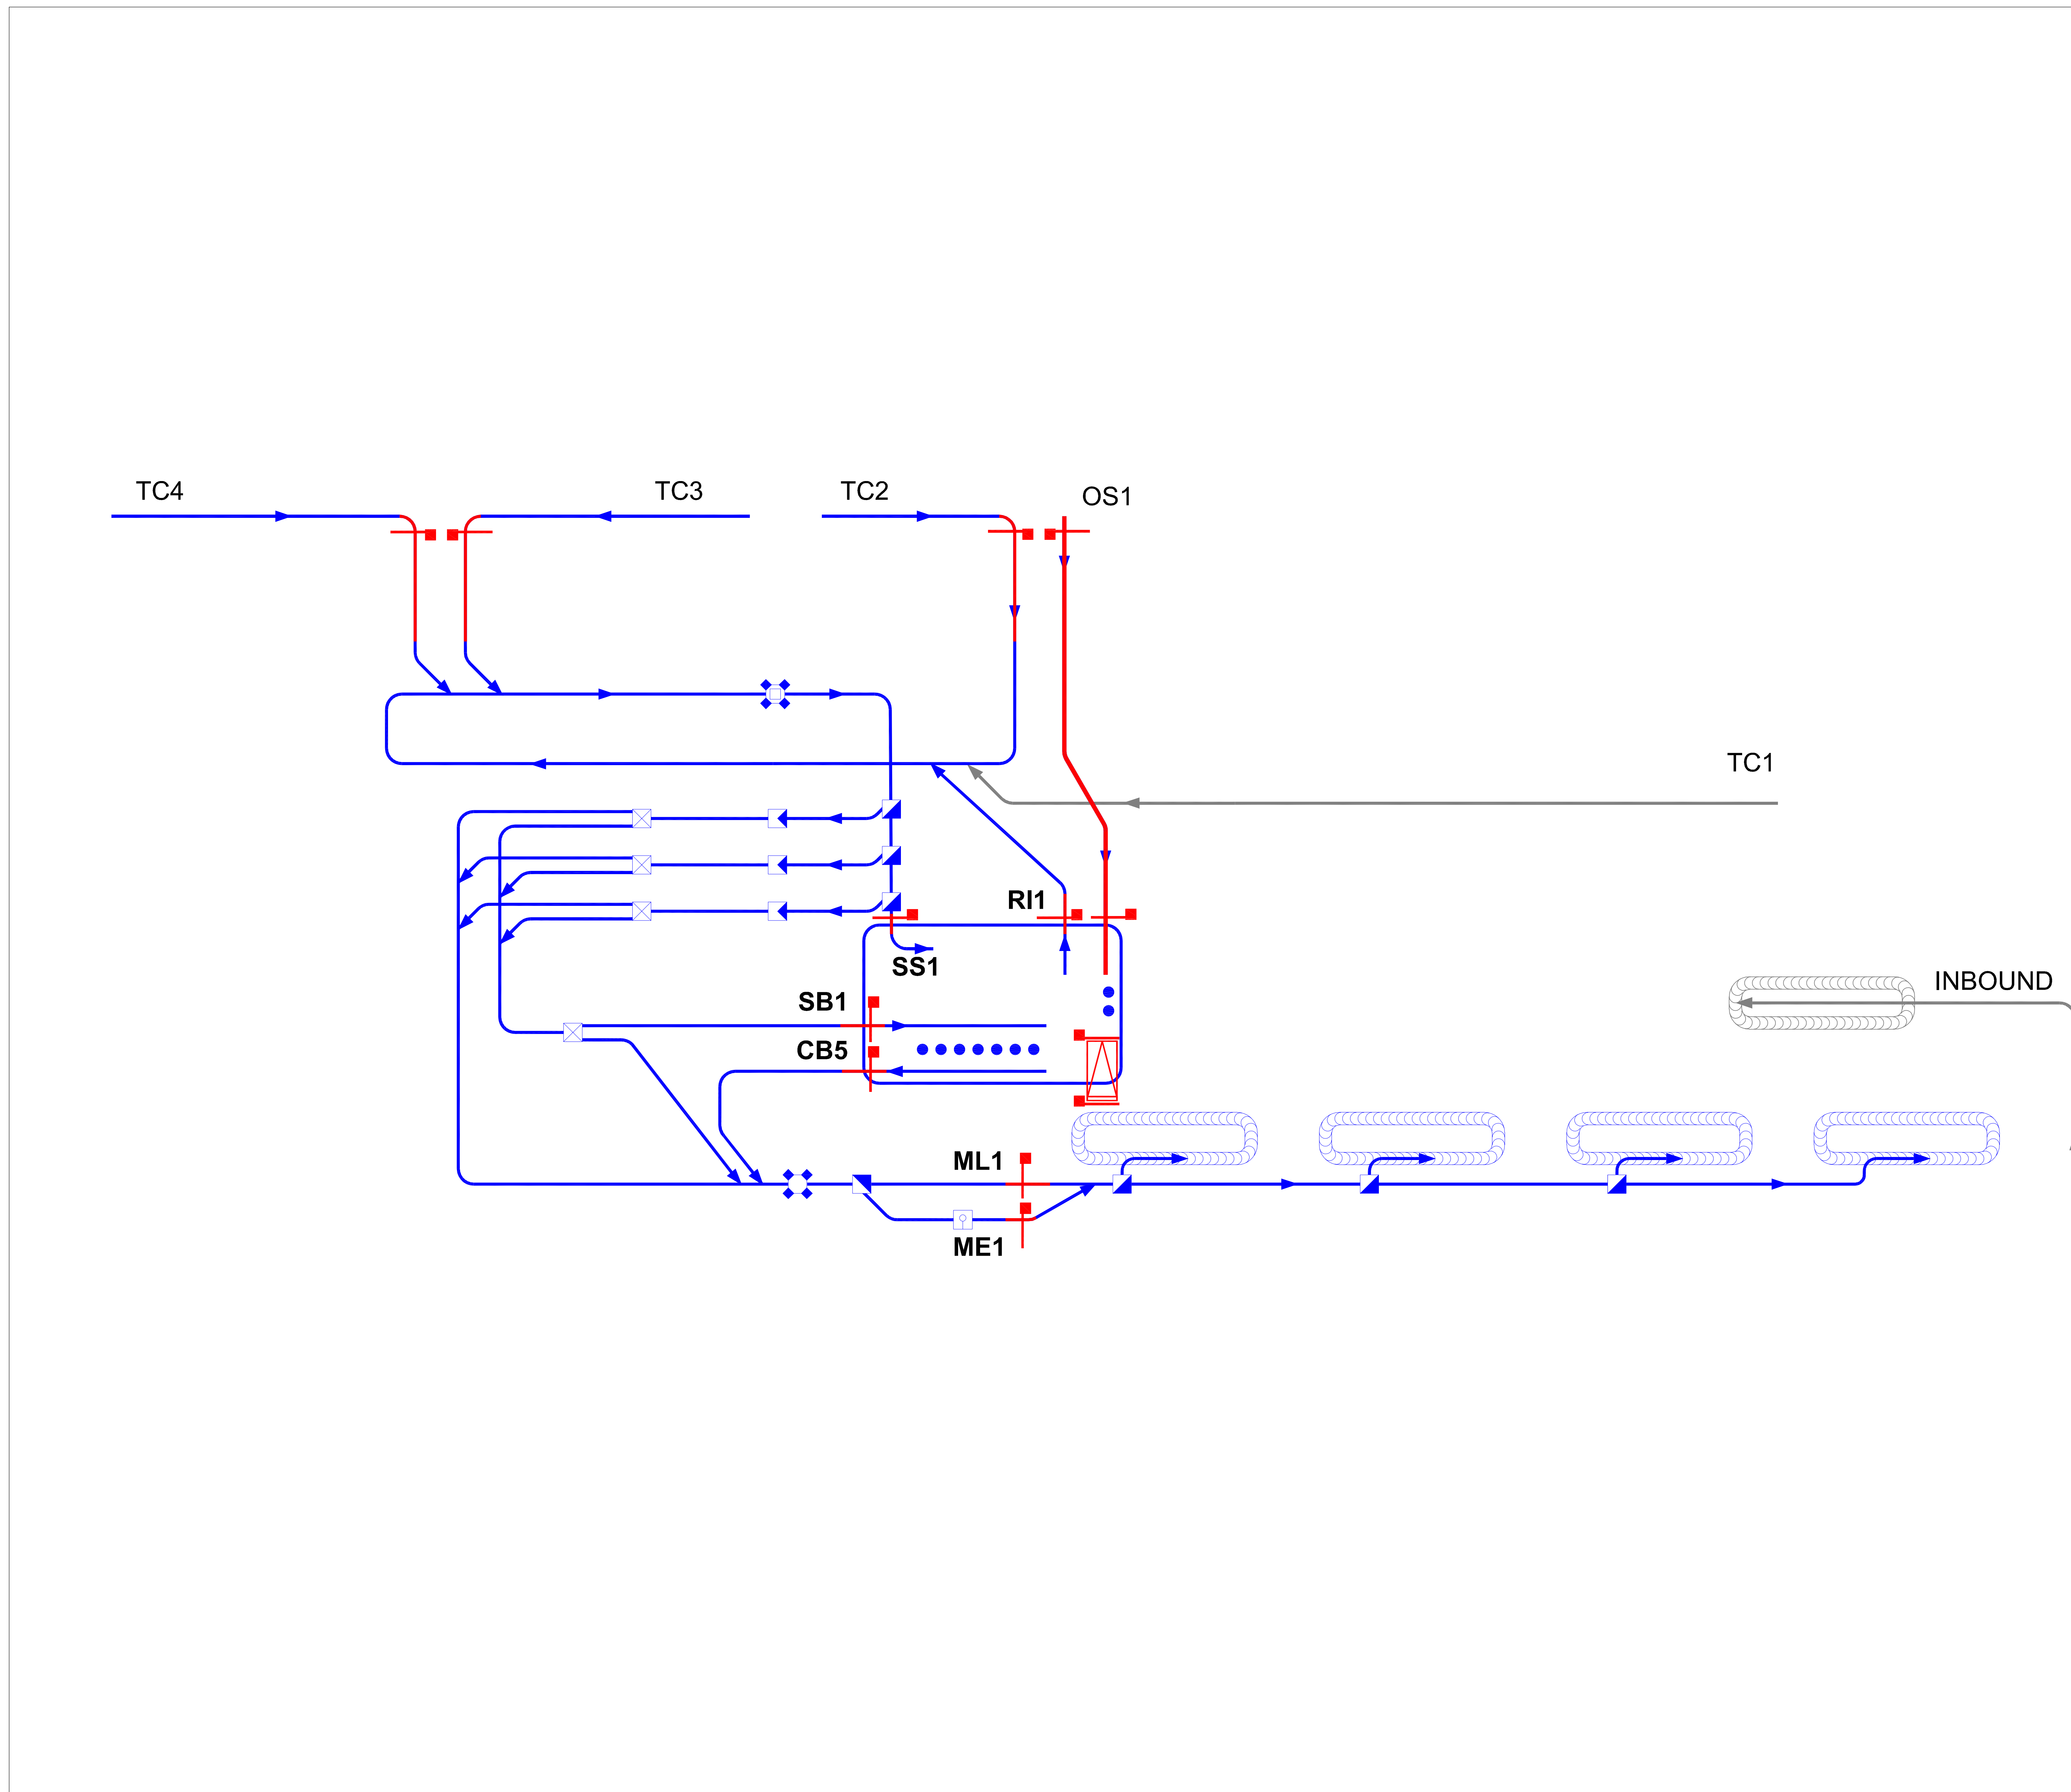 TC4
TC3
TC2
OS1
TC1
RI1
SS1
INBOUND
SB1
CB5
ML1
ME1